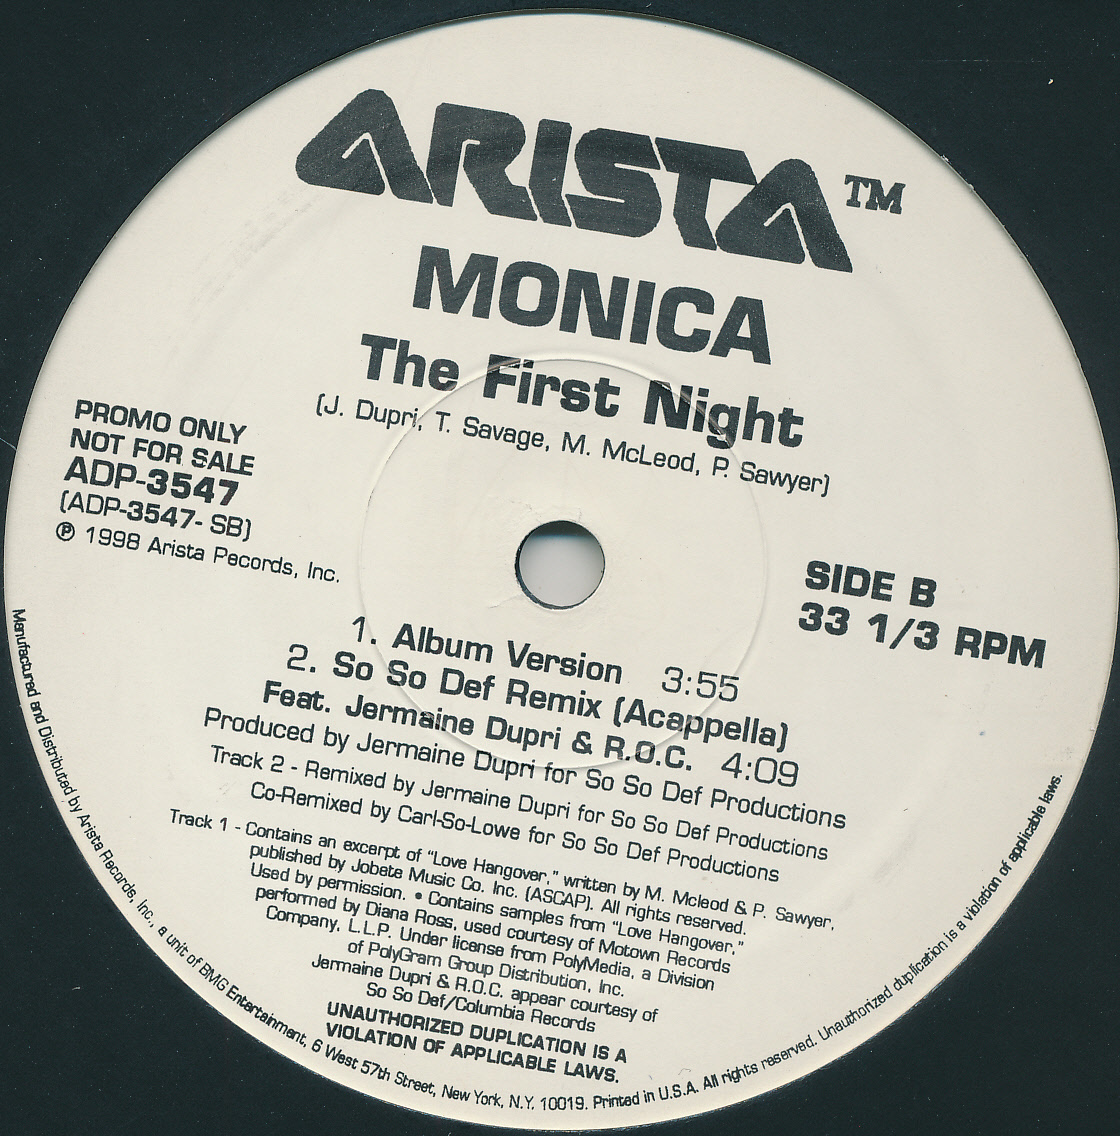 ARISTA™
MONICA
The First Night
(J. Dupri, T. Savage, M. McLeod, P. Sawyer)
PROMO ONLY
NOT FOR SALE
ADP-3547
(ADP-3547- SB)
℗ 1998 Arista Records, Inc.
SIDE B
33 1/3 RPM
1. Album Version 3:55
2. So So Def Remix (Acappella)
Feat. Jermaine Dupri & R.O.C. 4:09
Produced by Jermaine Dupri for So So Def Productions
Track 2 - Remixed by Jermaine Dupri for So So Def Productions
Co-Remixed by Carl-So-Lowe for So So Def Productions
Track 1 - Contains an excerpt of "Love Hangover," written by M. Mcleod & P. Sawyer,
published by Jobete Music Co. Inc. (ASCAP). All rights reserved.
Used by permission. • Contains samples from "Love Hangover,"
performed by Diana Ross, used courtesy of Motown Records
Company, L.L.P. Under license from PolyMedia, a Division
of PolyGram Group Distribution, Inc.
Jermaine Dupri & R.O.C. appear courtesy of
So So Def/Columbia Records
UNAUTHORIZED DUPLICATION IS A
VIOLATION OF APPLICABLE LAWS.
Manufactured and Distributed by Arista Records, Inc., a unit of BMG Entertainment, 6 West 57th Street, New York, N.Y. 10019. Printed in U.S.A. All rights reserved. Unauthorized duplication is a violation of applicable laws.